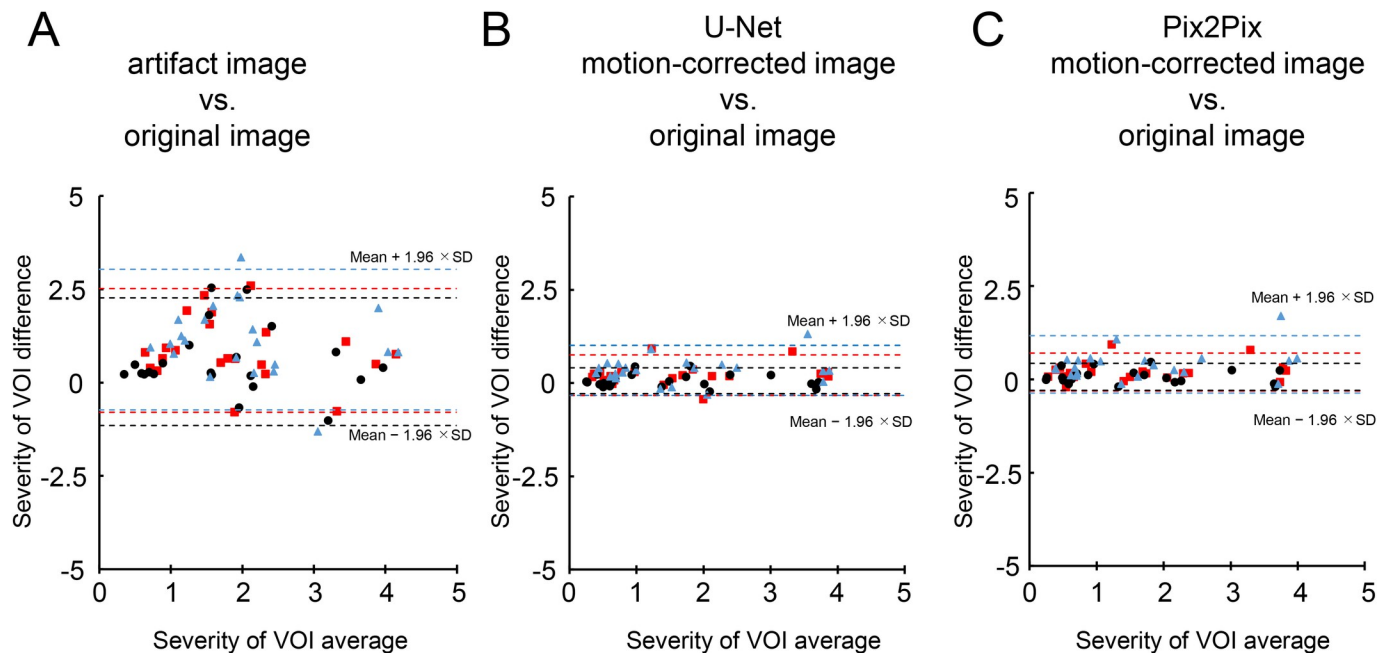 A
artifact image
vs.
original image
Severity of VOI difference
5
2.5
0
-2.5
-5
Mean + 1.96 × SD
Mean − 1.96 × SD
0 1 2 3 4 5
Severity of VOI average
B
U-Net
motion-corrected image
vs.
original image
Severity of VOI difference
5
2.5
0
-2.5
-5
Mean + 1.96 × SD
Mean − 1.96 × SD
0 1 2 3 4 5
Severity of VOI average
C
Pix2Pix
motion-corrected image
vs.
original image
Severity of VOI difference
5
2.5
0
-2.5
-5
Mean + 1.96 × SD
Mean − 1.96 × SD
0 1 2 3 4 5
Severity of VOI average